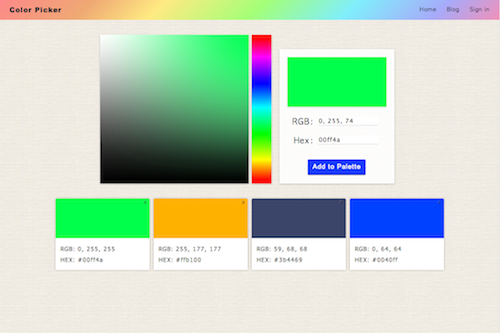 Color Picker
Home Blog Sign in
RGB: 0, 255, 74
Hex: 00ff4a
Add to Palette
RGB: 0, 255, 255
HEX: #00ff4a
RGB: 255, 177, 177
HEX: #ffb100
RGB: 59, 68, 68
HEX: #3b4469
RGB: 0, 64, 64
HEX: #0040ff